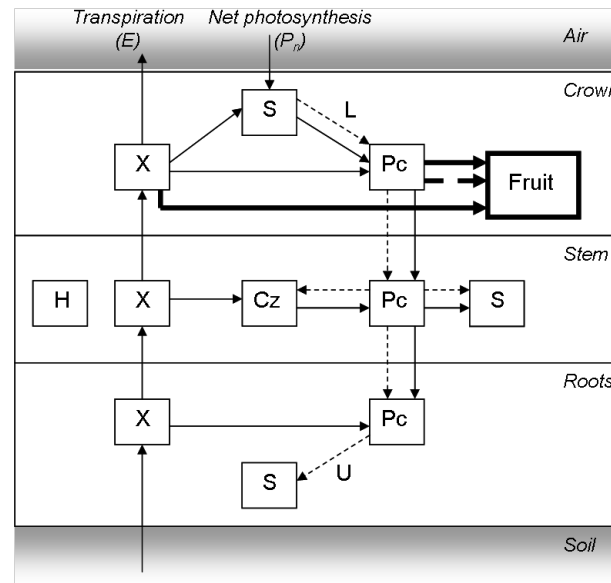 Transpiration
(E)
Net photosynthesis
(Pn)
Air
Crown
S
L
X
Pc
Fruit
Stem
H
X
Cz
Pc
S
Roots
X
Pc
S
U
Soil